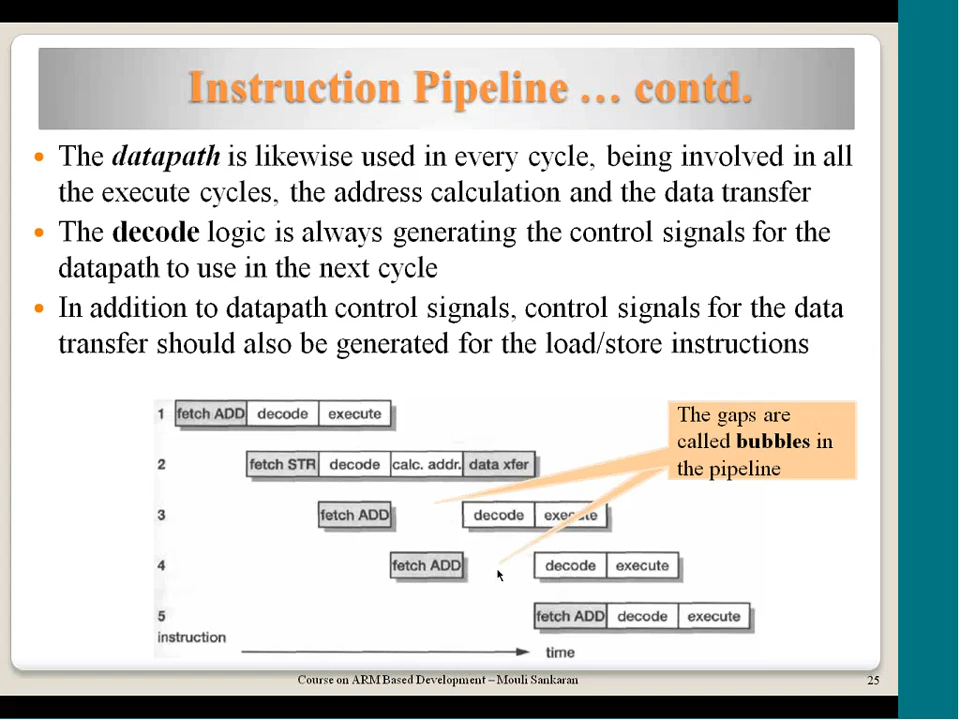 Instruction Pipeline … contd.
• The datapath is likewise used in every cycle, being involved in all
the execute cycles, the address calculation and the data transfer
• The decode logic is always generating the control signals for the
datapath to use in the next cycle
• In addition to datapath control signals, control signals for the data
transfer should also be generated for the load/store instructions
The gaps are
called bubbles in
the pipeline
1 fetch ADD decode execute
2 fetch STR decode calc. addr. data xfer
3 fetch ADD decode execute
4 fetch ADD decode execute
5 fetch ADD decode execute
instruction
time
Course on ARM Based Development – Mouli Sankaran
25